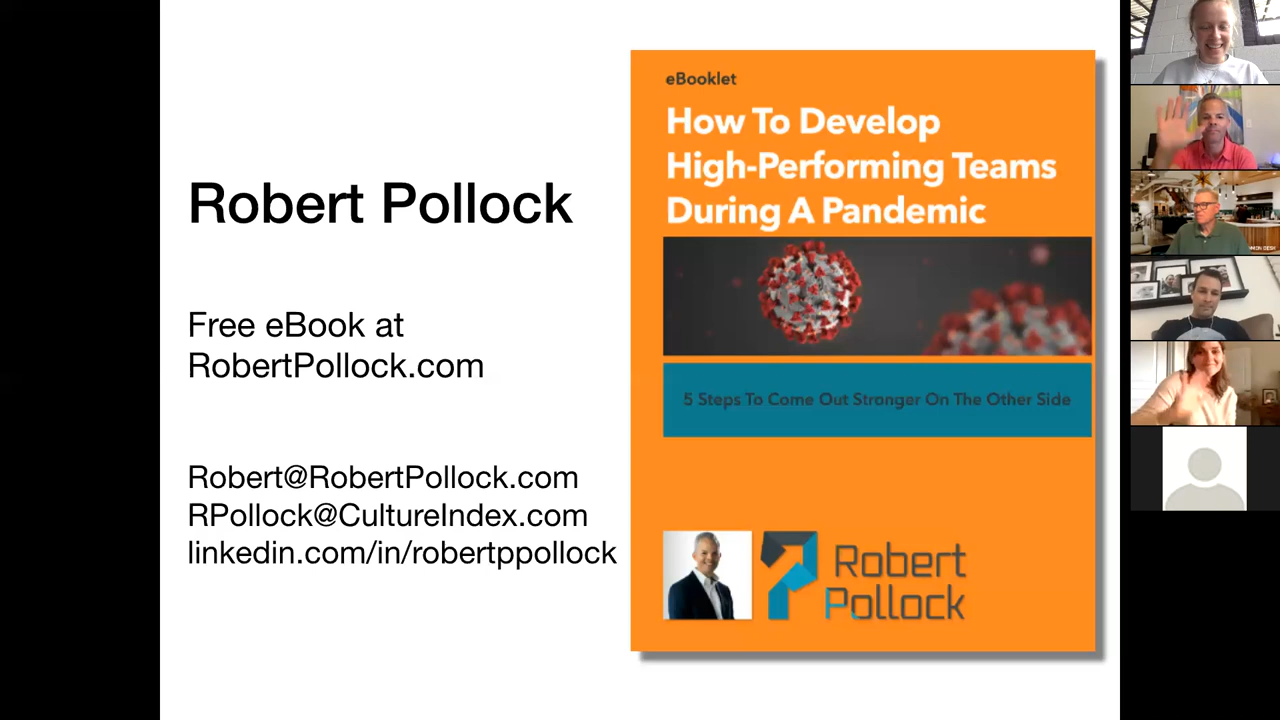 Robert Pollock
Free eBook at
RobertPollock.com
Robert@RobertPollock.com
RPollock@CultureIndex.com
linkedin.com/in/robertppollock
eBooklet
How To Develop
High-Performing Teams
During A Pandemic
5 Steps To Come Out Stronger On The Other Side
Robert
Pollock